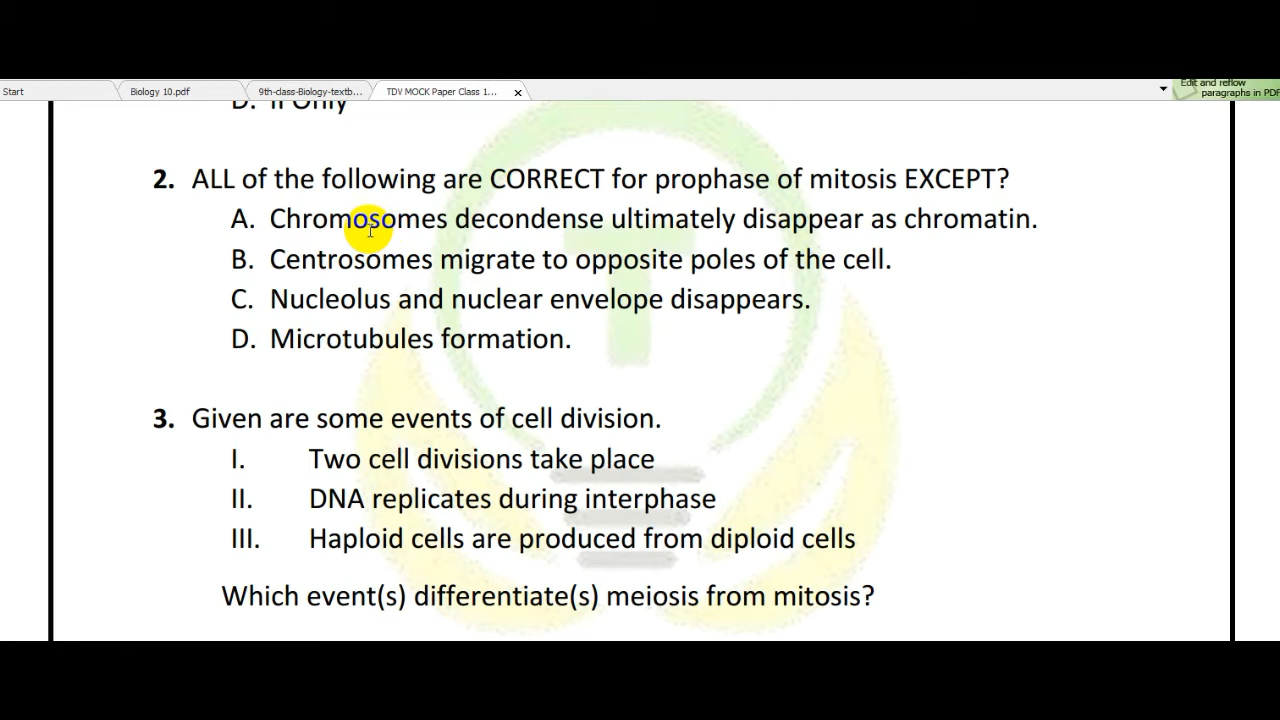 Edit and reflow
paragraphs in PDF
Start
Biology 10.pdf
9th-class-Biology-textb...
TDV MOCK Paper Class 1...
D. II Only
2. ALL of the following are CORRECT for prophase of mitosis EXCEPT?
A. Chromosomes decondense ultimately disappear as chromatin.
B. Centrosomes migrate to opposite poles of the cell.
C. Nucleolus and nuclear envelope disappears.
D. Microtubules formation.
3. Given are some events of cell division.
I. Two cell divisions take place
II. DNA replicates during interphase
III. Haploid cells are produced from diploid cells
Which event(s) differentiate(s) meiosis from mitosis?